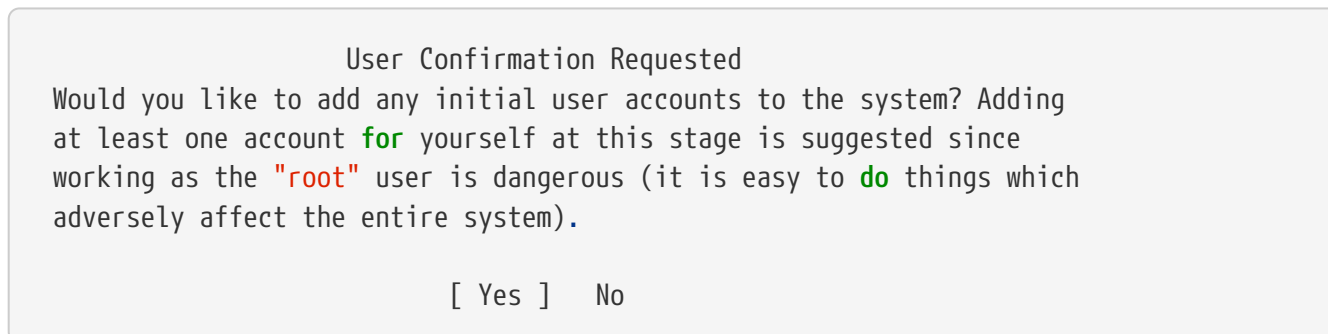 User Confirmation Requested
Would you like to add any initial user accounts to the system? Adding
at least one account for yourself at this stage is suggested since
working as the "root" user is dangerous (it is easy to do things which
adversely affect the entire system).
[ Yes ] No